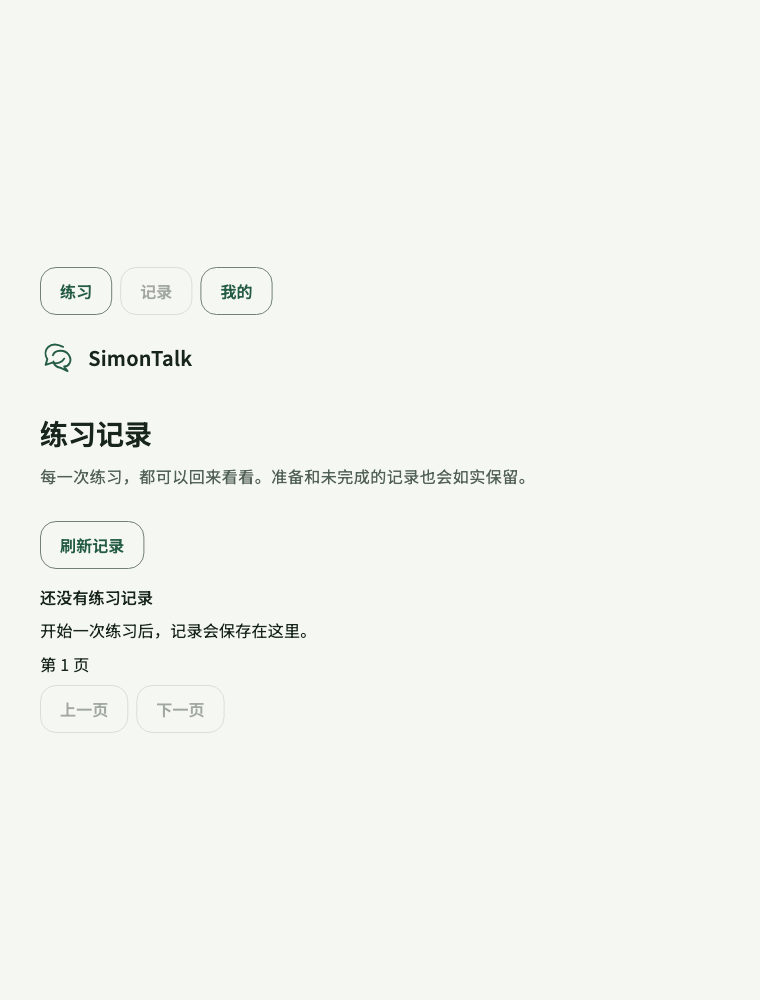 练习 记录 我的
SimonTalk
练习记录
每一次练习，都可以回来看看。准备和未完成的记录也会如实保留。
刷新记录
还没有练习记录
开始一次练习后，记录会保存在这里。
第 1 页
上一页 下一页